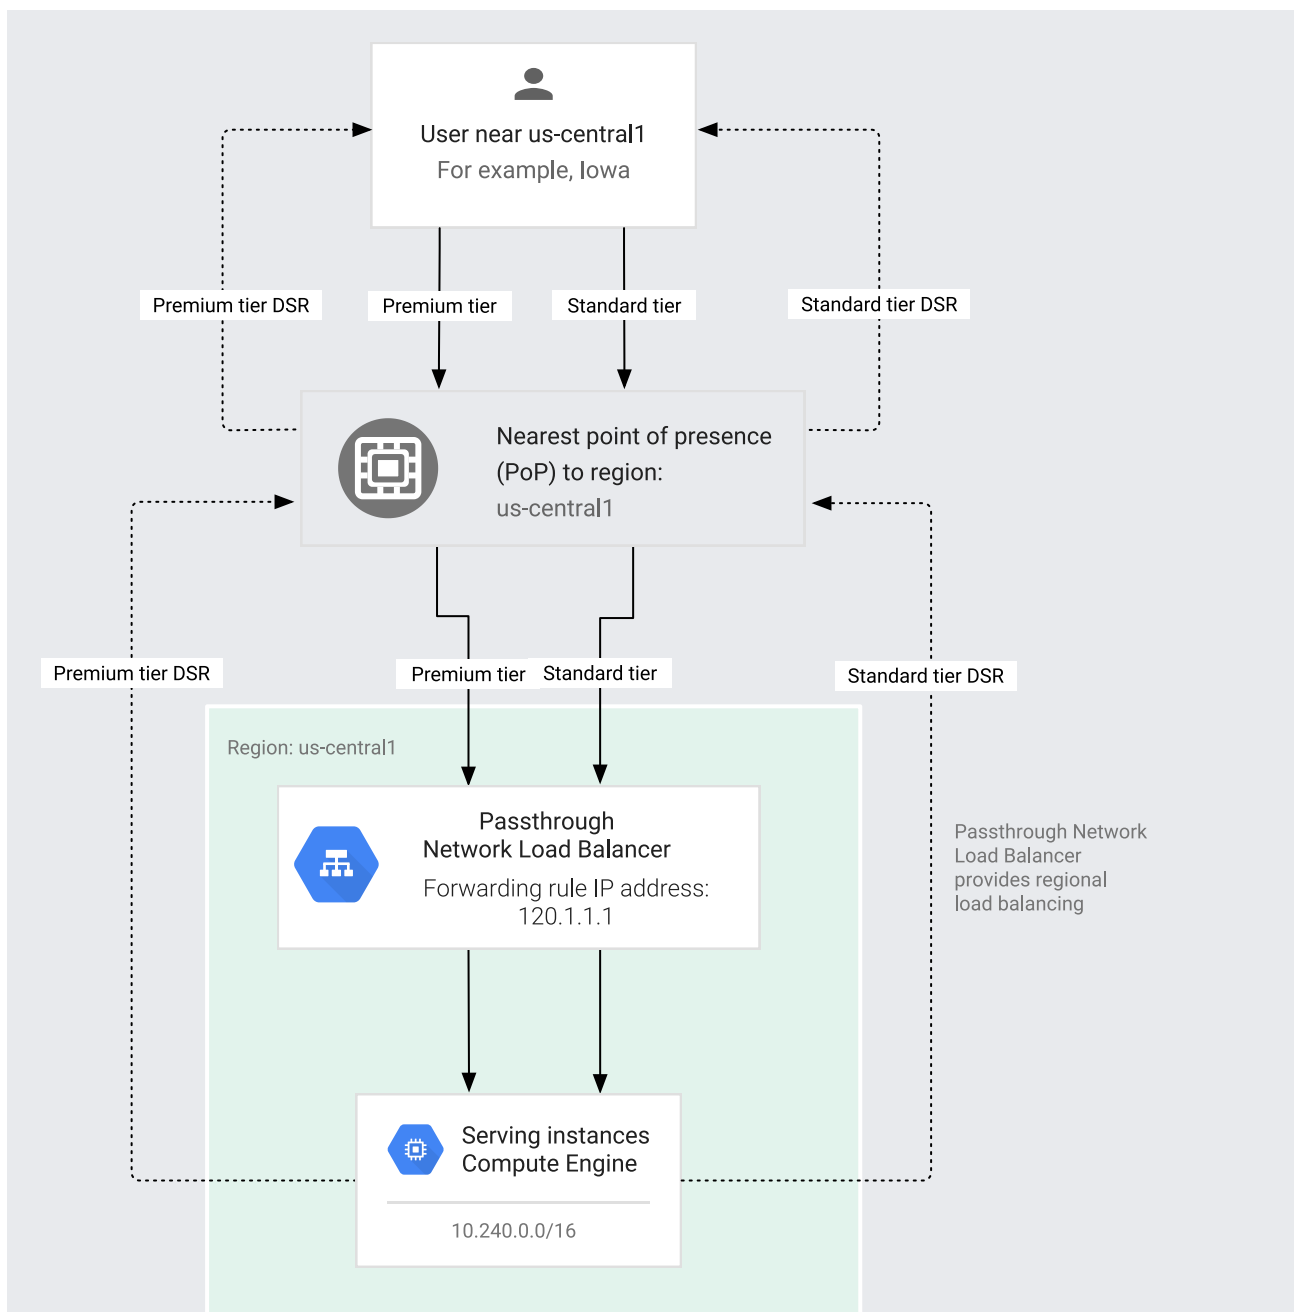 User near us-central1
For example, Iowa
Premium tier DSR
Premium tier
Standard tier
Standard tier DSR
Nearest point of presence
(PoP) to region:
us-central1
Premium tier DSR
Premium tier
Standard tier
Standard tier DSR
Region: us-central1
Passthrough
Network Load Balancer
Forwarding rule IP address:
120.1.1.1
Passthrough Network
Load Balancer
provides regional
load balancing
Serving instances
Compute Engine
10.240.0.0/16